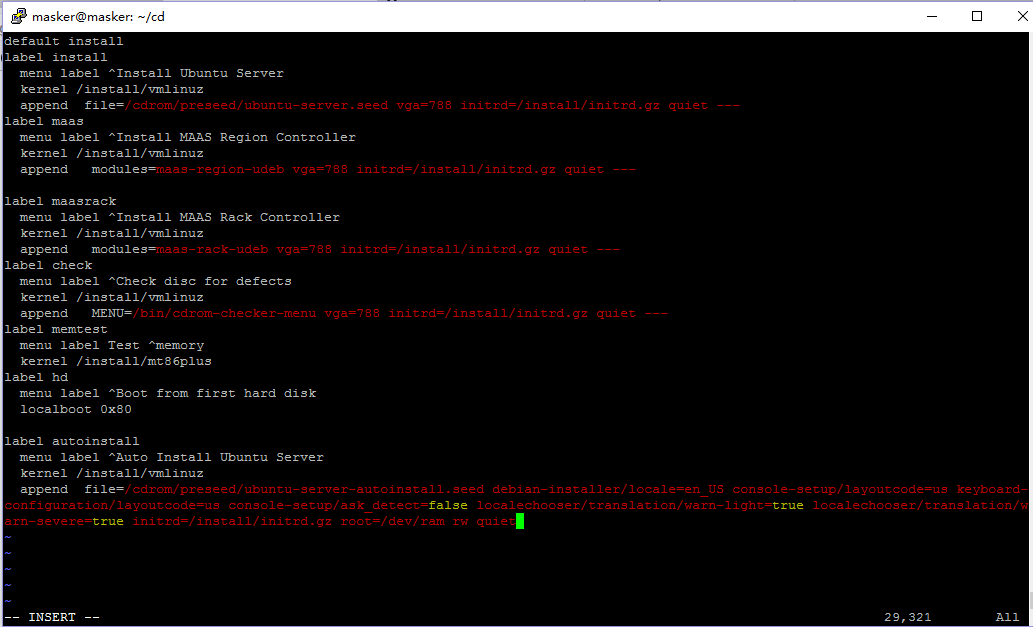 masker@masker: ~/cd
default install
label install
  menu label ^Install Ubuntu Server
  kernel /install/vmlinuz
  append  file=/cdrom/preseed/ubuntu-server.seed vga=788 initrd=/install/initrd.gz quiet ---
label maas
  menu label ^Install MAAS Region Controller
  kernel /install/vmlinuz
  append   modules=maas-region-udeb vga=788 initrd=/install/initrd.gz quiet ---

label maasrack
  menu label ^Install MAAS Rack Controller
  kernel /install/vmlinuz
  append   modules=maas-rack-udeb vga=788 initrd=/install/initrd.gz quiet ---
label check
  menu label ^Check disc for defects
  kernel /install/vmlinuz
  append   MENU=/bin/cdrom-checker-menu vga=788 initrd=/install/initrd.gz quiet ---
label memtest
  menu label Test ^memory
  kernel /install/mt86plus
label hd
  menu label ^Boot from first hard disk
  localboot 0x80

label autoinstall
  menu label ^Auto Install Ubuntu Server
  kernel /install/vmlinuz
  append  file=/cdrom/preseed/ubuntu-server-autoinstall.seed debian-installer/locale=en_US console-setup/layoutcode=us keyboard-
configuration/layoutcode=us console-setup/ask_detect=false localechooser/translation/warn-light=true localechooser/translation/w
arn-severe=true initrd=/install/initrd.gz root=/dev/ram rw quiet
~
~
~
~
~
-- INSERT -- 29,321 All